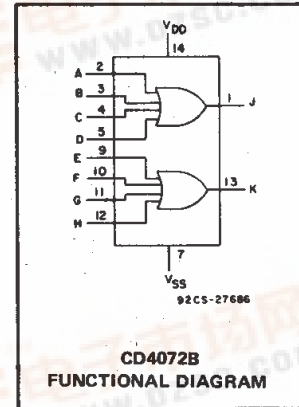 VDD
14
A 2
B 3
C 4
D 5
E 9
F 10
G 11
H 12
1 J
13 K
7
VSS
92CS-27686
CD4072B
FUNCTIONAL DIAGRAM